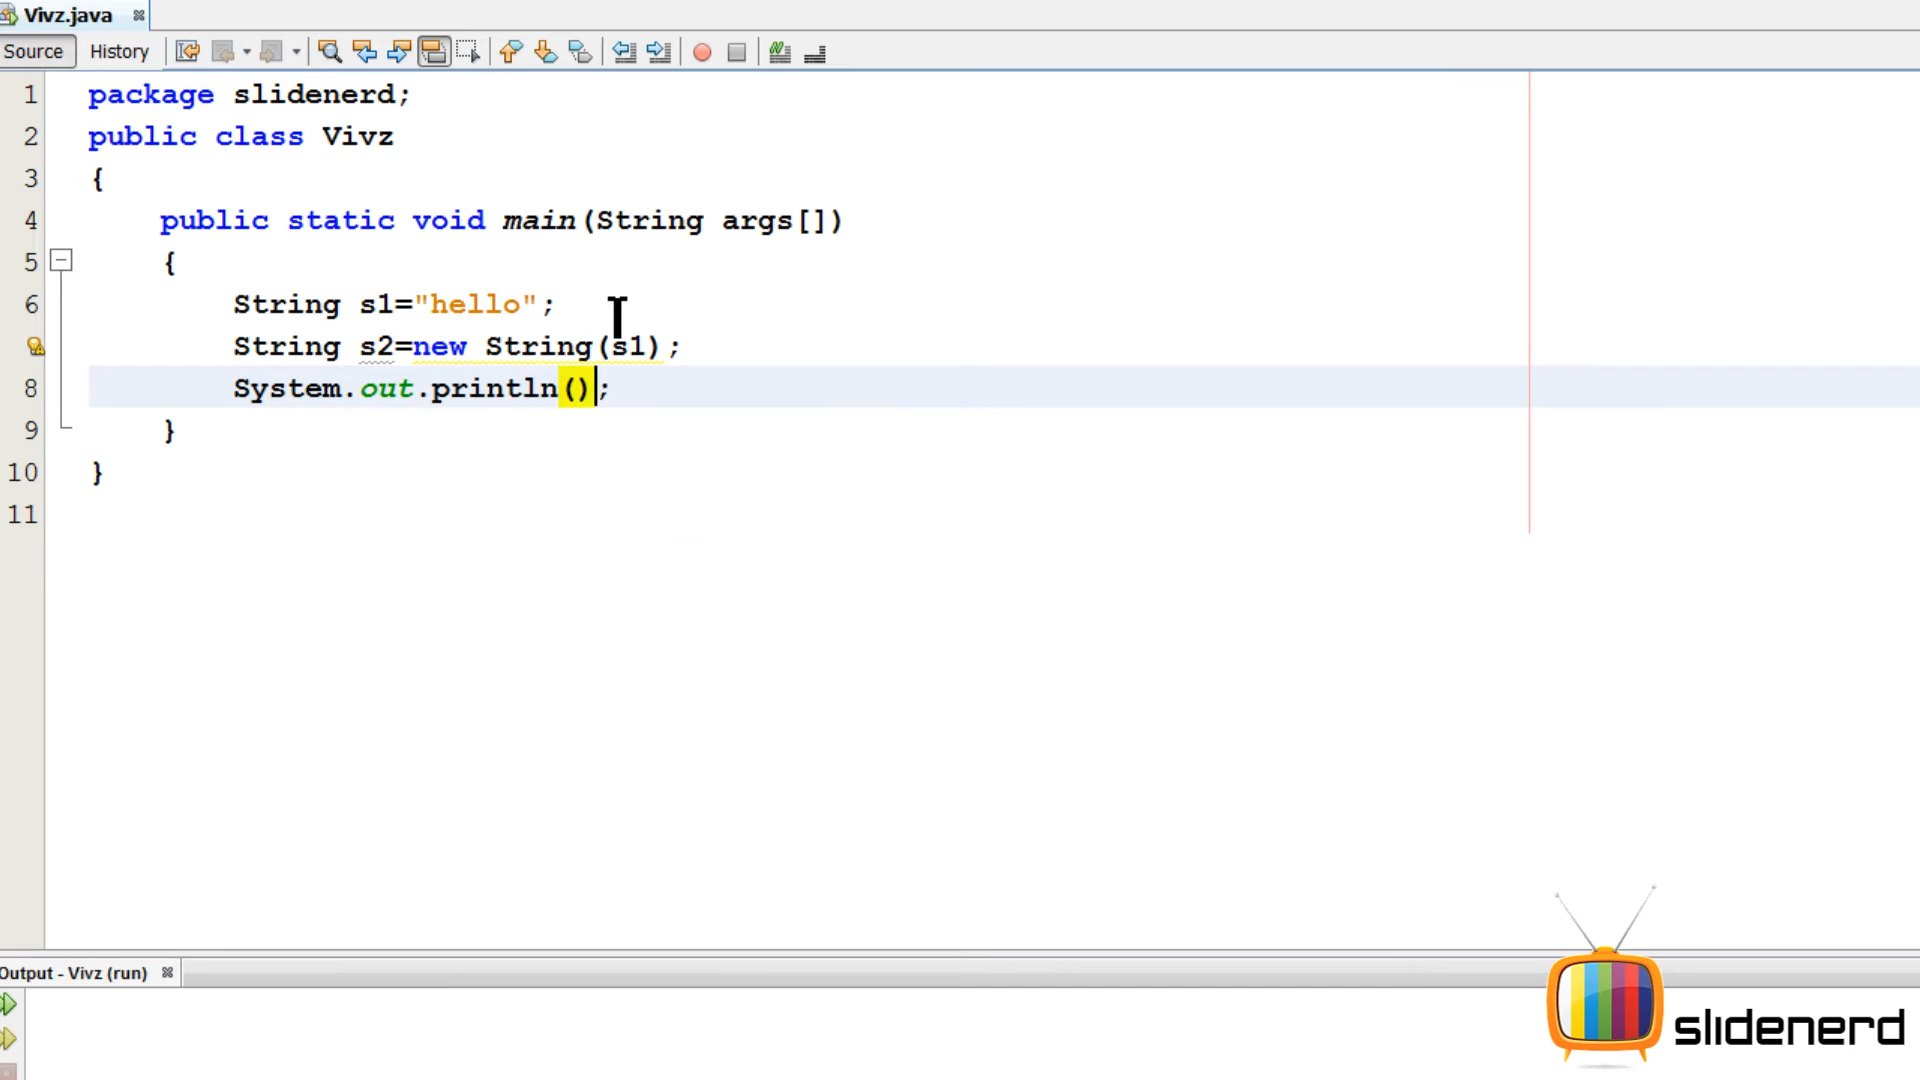 Vivz.java
Source History
1 package slidenerd;
2 public class Vivz
3 {
4 public static void main(String args[])
5 {
6 String s1="hello";
String s2=new String(s1);
8 System.out.println();
9 }
10 }
11
Output - Vivz (run)
slidenerd